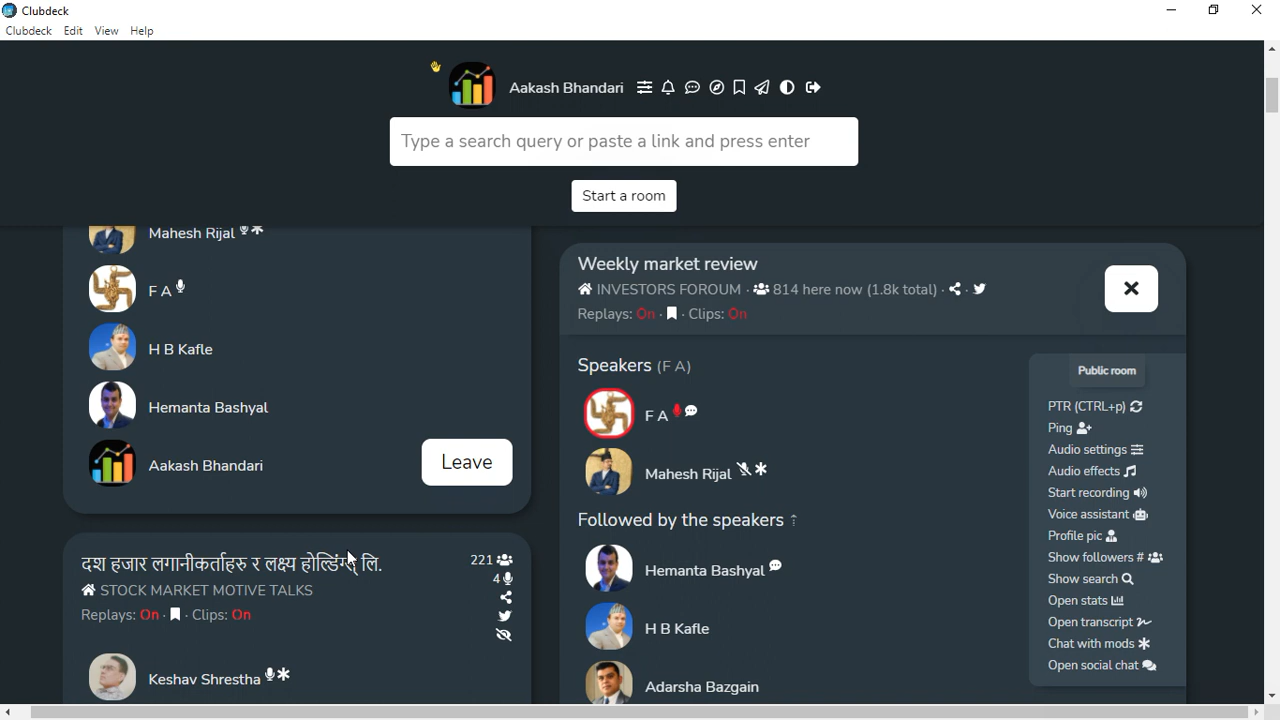 Clubdeck
Clubdeck Edit View Help
Aakash Bhandari
Type a search query or paste a link and press enter
Start a room
Mahesh Rijal
F A
H B Kafle
Hemanta Bashyal
Aakash Bhandari
Leave
दश हजार लगानीकर्ताहरु र लक्ष्य होल्डिंग्स् लि.
221
STOCK MARKET MOTIVE TALKS
4
Replays: On · Clips: On
Keshav Shrestha
Weekly market review
INVESTORS FOROUM · 814 here now (1.8k total) · ·
Replays: On · Clips: On
Speakers (F A)
F A
Mahesh Rijal
Followed by the speakers
Hemanta Bashyal
H B Kafle
Adarsha Bazgain
Public room
PTR (CTRL+p)
Ping
Audio settings
Audio effects
Start recording
Voice assistant
Profile pic
Show followers #
Show search
Open stats
Open transcript
Chat with mods
Open social chat